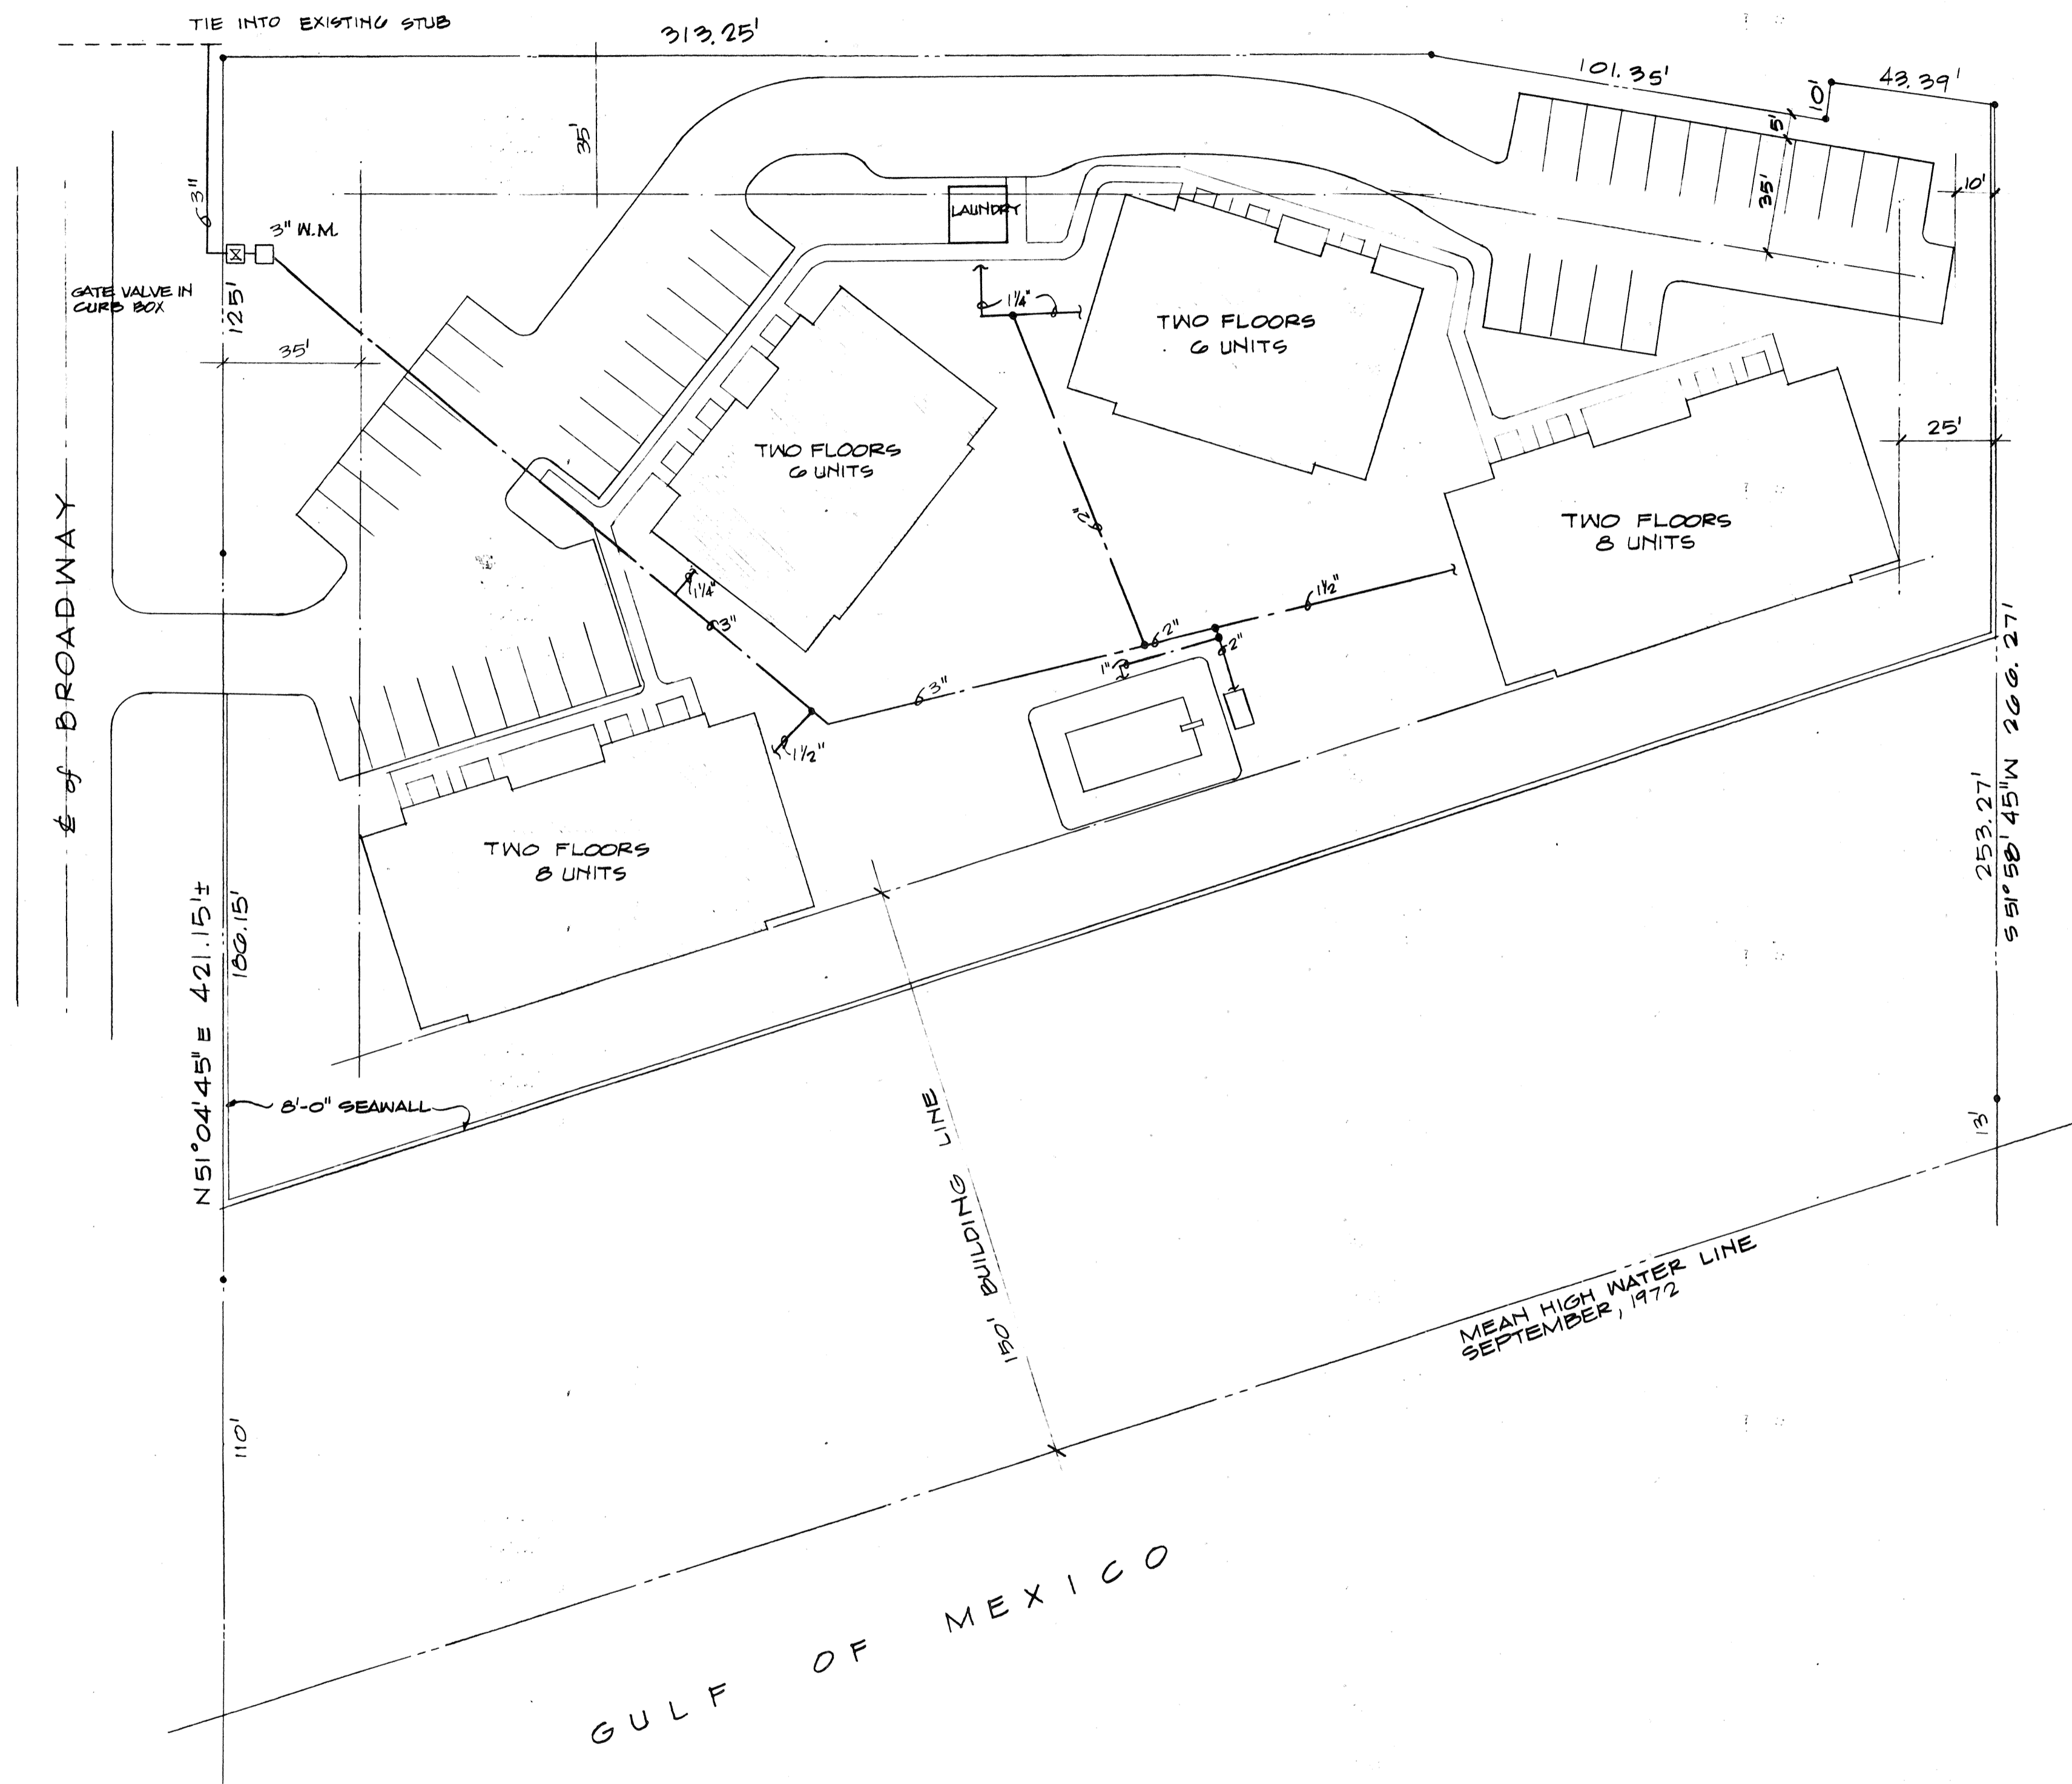 TIE INTO EXISTING STUB
313.25'
101.35'
10'
43.39'
5'
35'
35'
10'
3"
3" W.M.
LAUNDRY
GATE VALVE IN
CURB BOX
125'
35'
1¼"
TWO FLOORS
6 UNITS
TWO FLOORS
6 UNITS
25'
2"
TWO FLOORS
8 UNITS
℄ of BROADWAY
1¼"
3"
1½"
2"
2"
1"
3"
1½"
TWO FLOORS
8 UNITS
S 51° 58' 45" W 266.27'
253.27'
N 51° 04' 45" E 421.15'±
186.15'
8'-0" SEAWALL
150' BUILDING LINE
13'
MEAN HIGH WATER LINE
SEPTEMBER, 1972
110'
GULF OF MEXICO